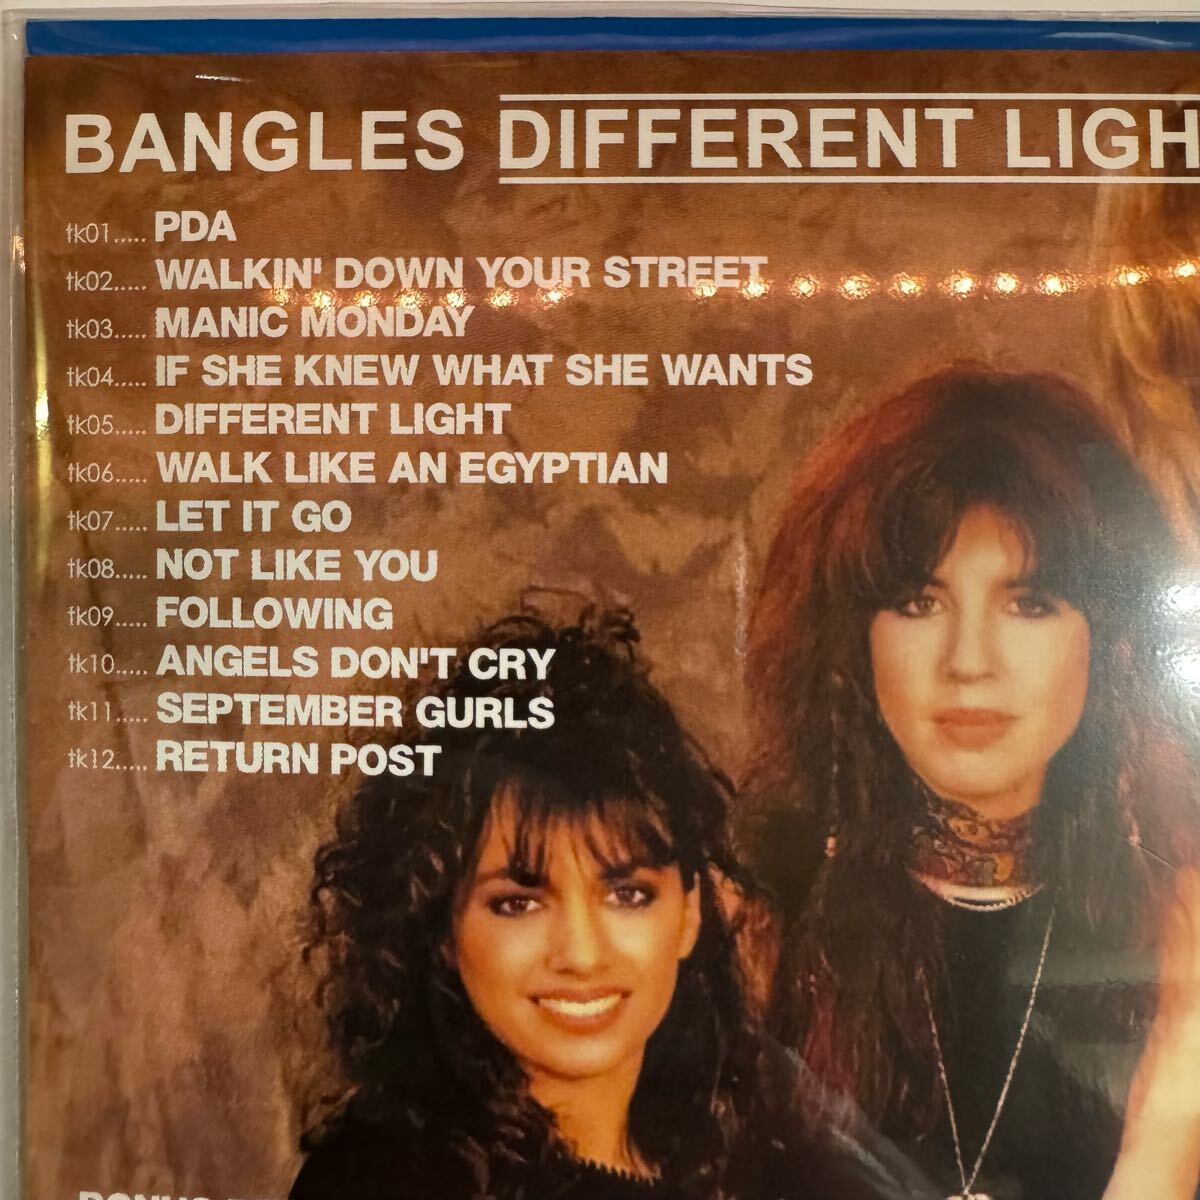 BANGLES DIFFERENT LIGH
tk01..... PDA
tk02..... WALKIN' DOWN YOUR STREET
tk03..... MANIC MONDAY
tk04..... IF SHE KNEW WHAT SHE WANTS
tk05..... DIFFERENT LIGHT
tk06..... WALK LIKE AN EGYPTIAN
tk07..... LET IT GO
tk08..... NOT LIKE YOU
tk09..... FOLLOWING
tk10..... ANGELS DON'T CRY
tk11..... SEPTEMBER GURLS
tk12..... RETURN POST